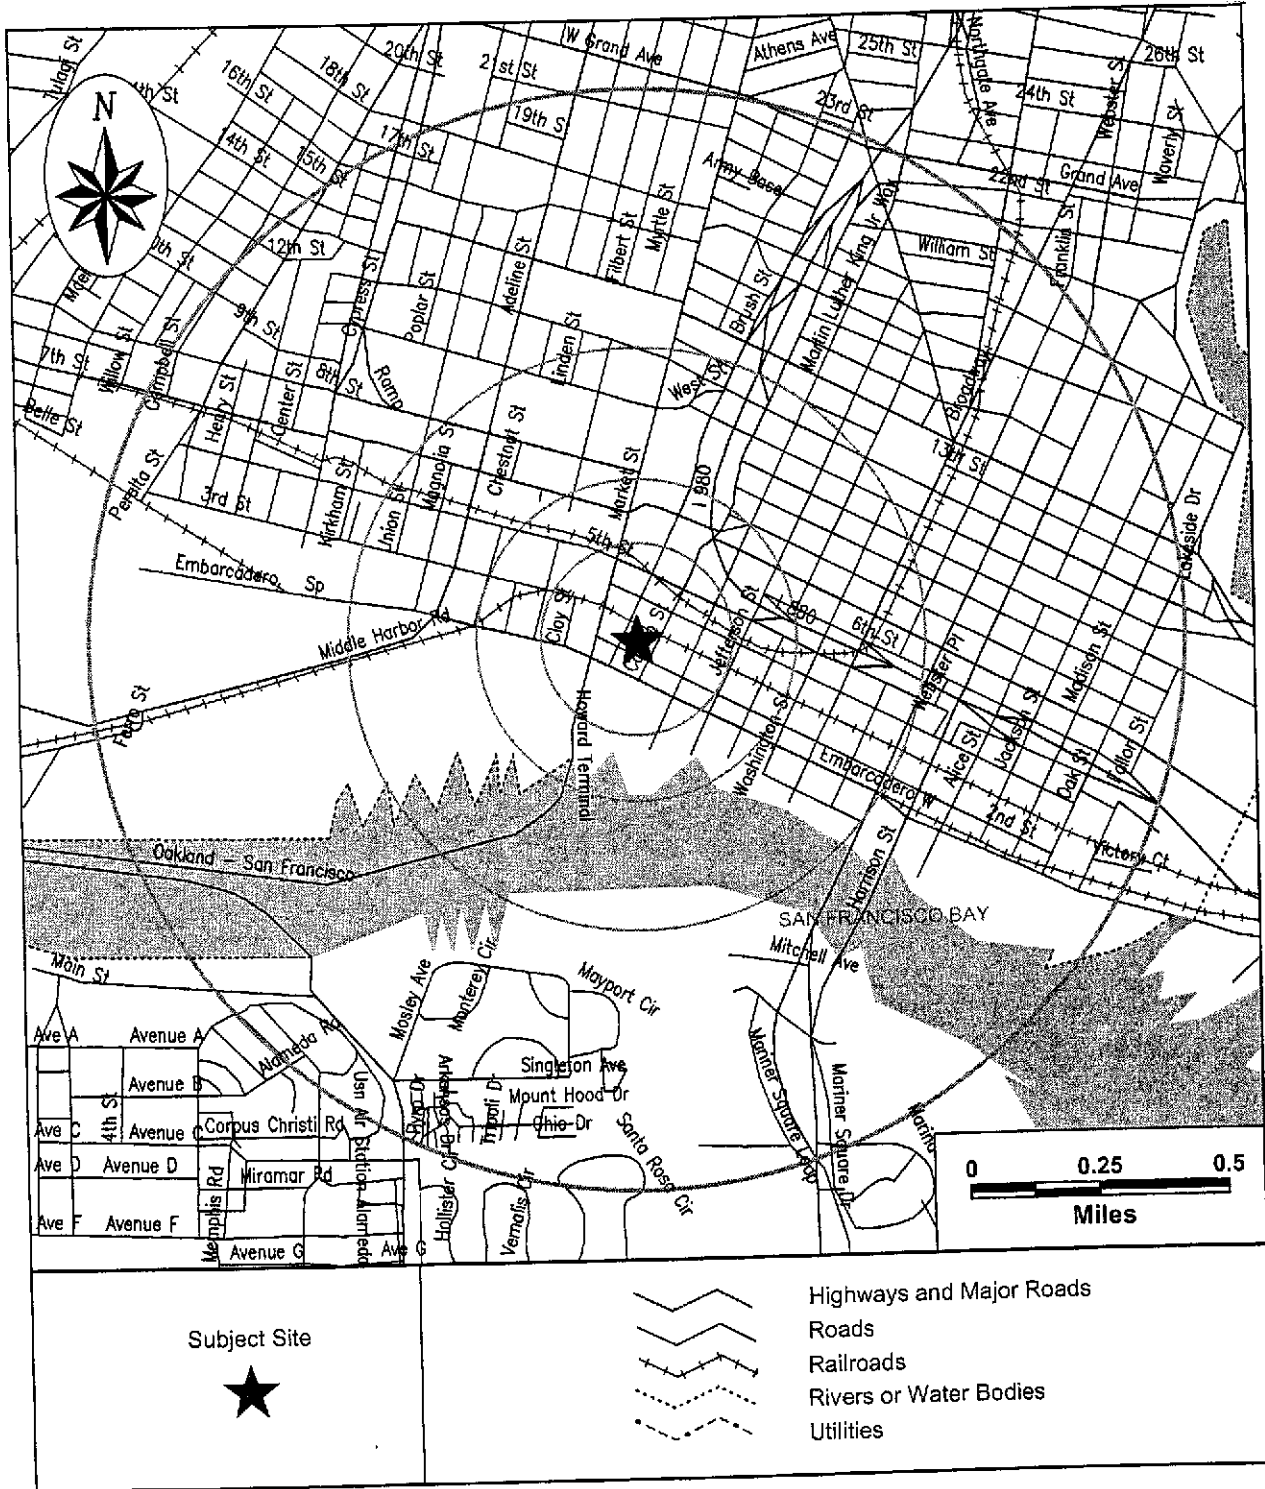 Tulagi St
20th St
21st St
W Grand Ave
Athens Ave
25th St
Northgate Ave
26th St
16th St
18th St
24th St
Webster St
Waverly St
N
19th S
23rd St
17th St
14th St
15th St
Army Base
22nd St
Grand Ave
Myrtle St
Filbert St
Martin Luther King Jr Way
Franklin St
William St
12th St
Adeline St
Cypress St
Poplar St
Brush St
9th St
Linden St
Willow St
Campbell St
7th St
8th St
Ramp
West St
Broadway
Belle St
Henry St
Center St
Chestnut St
Magnolia S
Market St
I 980
13th St
Peralta St
3rd St
Kirkham St
Union St
5th St
Lakeside Dr
Embarcadero
Sp
Middle Harbor Rd
Clay St
Jefferson St
I 880
6th St
Webster Pl
Madison St
Ferro St
Howard Terminal
Washington St
Alice St
Jackson St
Oak St
Fallon St
Embarcadero W
2nd St
Victory Ct
Oakland - San Francisco
Harrison St
SAN FRANCISCO BAY
Mitchell Ave
Main St
Mosley Ave
Monterey Cir
Mayport Cir
Ave A
Avenue A
Alameda Rd
Singleton Ave
Mariner Square Loop
Mariner Square Dr
Marina
Avenue B
4th St
Usn Air Station Alameda
Arkansas Dr
Tripoli Dr
Mount Hood Dr
Ave C
Avenue C
Corpus Christi Rd
Ohio Dr
Santa Rosa Cir
Ave D
Avenue D
Memphis Rd
Miramar Rd
Hollister Cir
Vernalis Cir
Ave F
Avenue F
Avenue G
Ave G
0 0.25 0.5
Miles
Subject Site
Highways and Major Roads
Roads
Railroads
Rivers or Water Bodies
Utilities